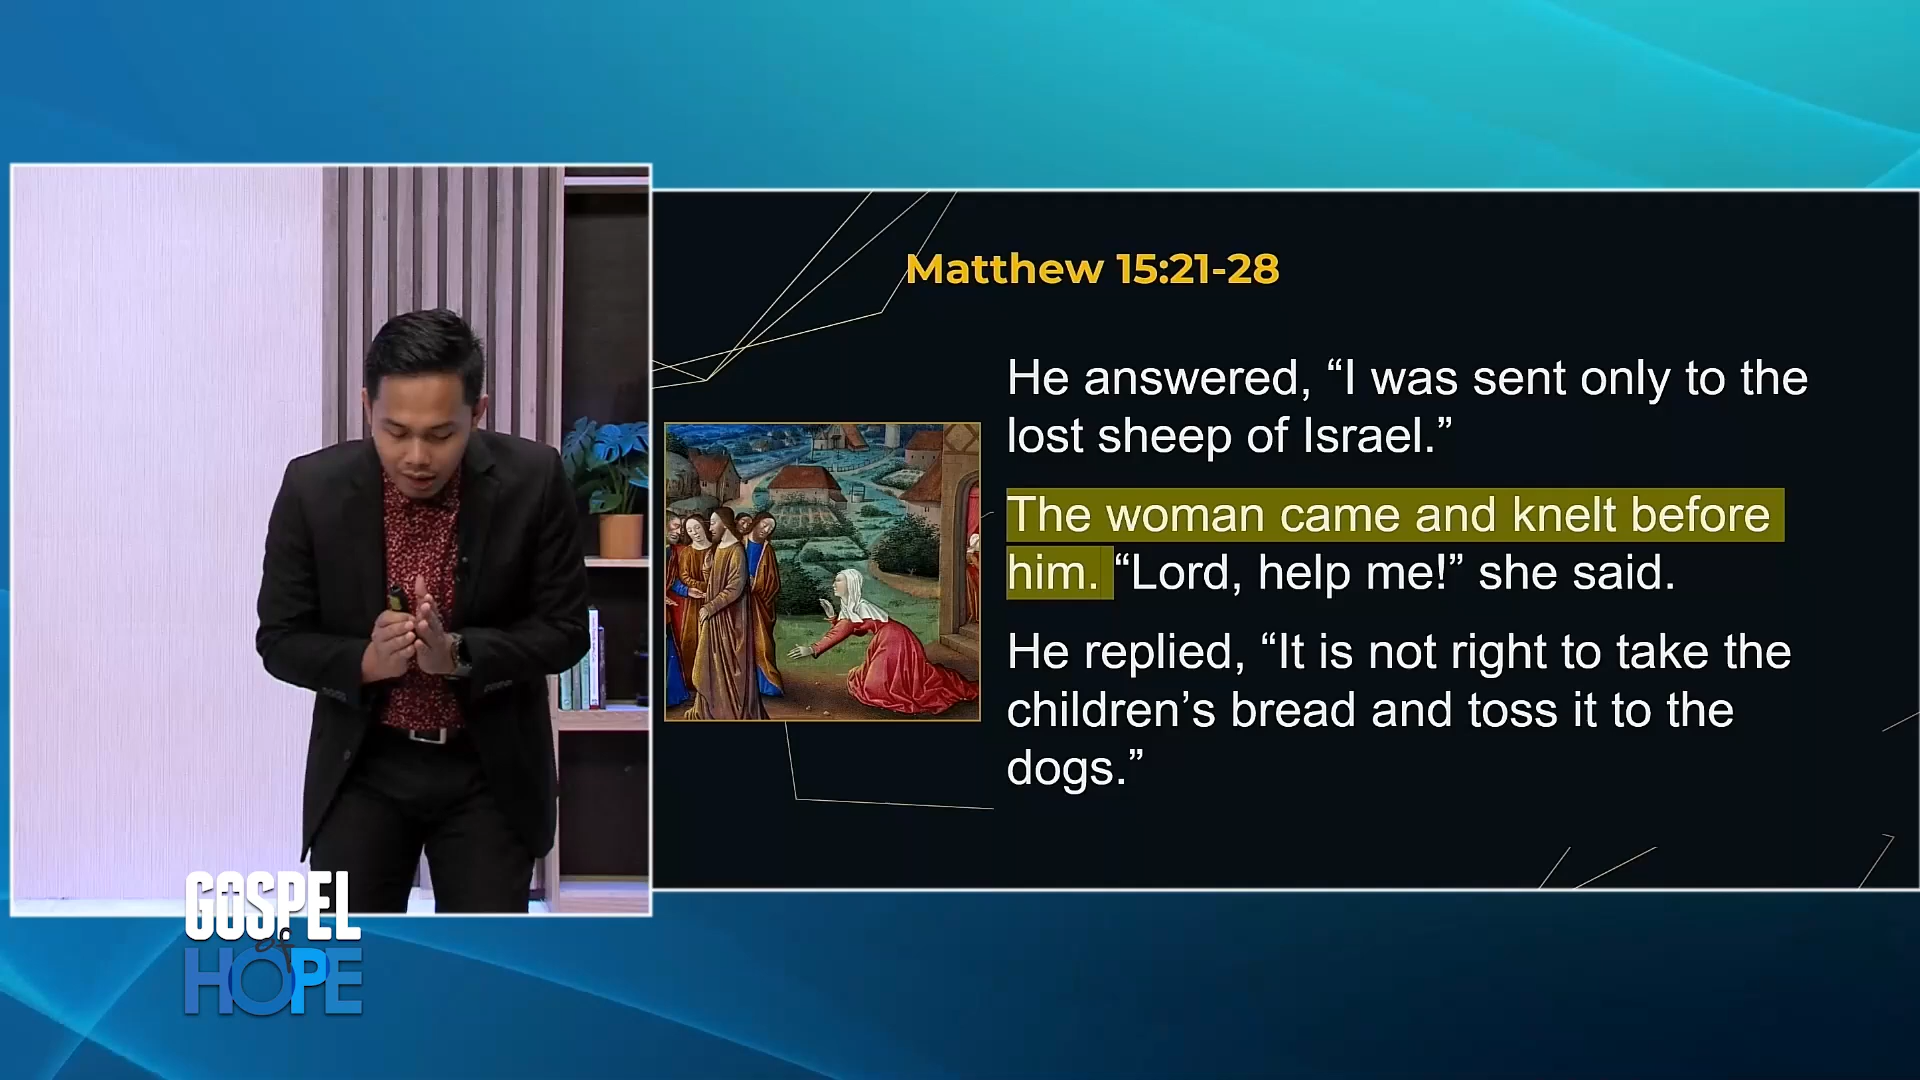 Matthew 15:21-28
He answered, “I was sent only to the
lost sheep of Israel.”
The woman came and knelt before
him. “Lord, help me!” she said.
He replied, “It is not right to take the
children’s bread and toss it to the
dogs.”
GOSPEL
of
HOPE